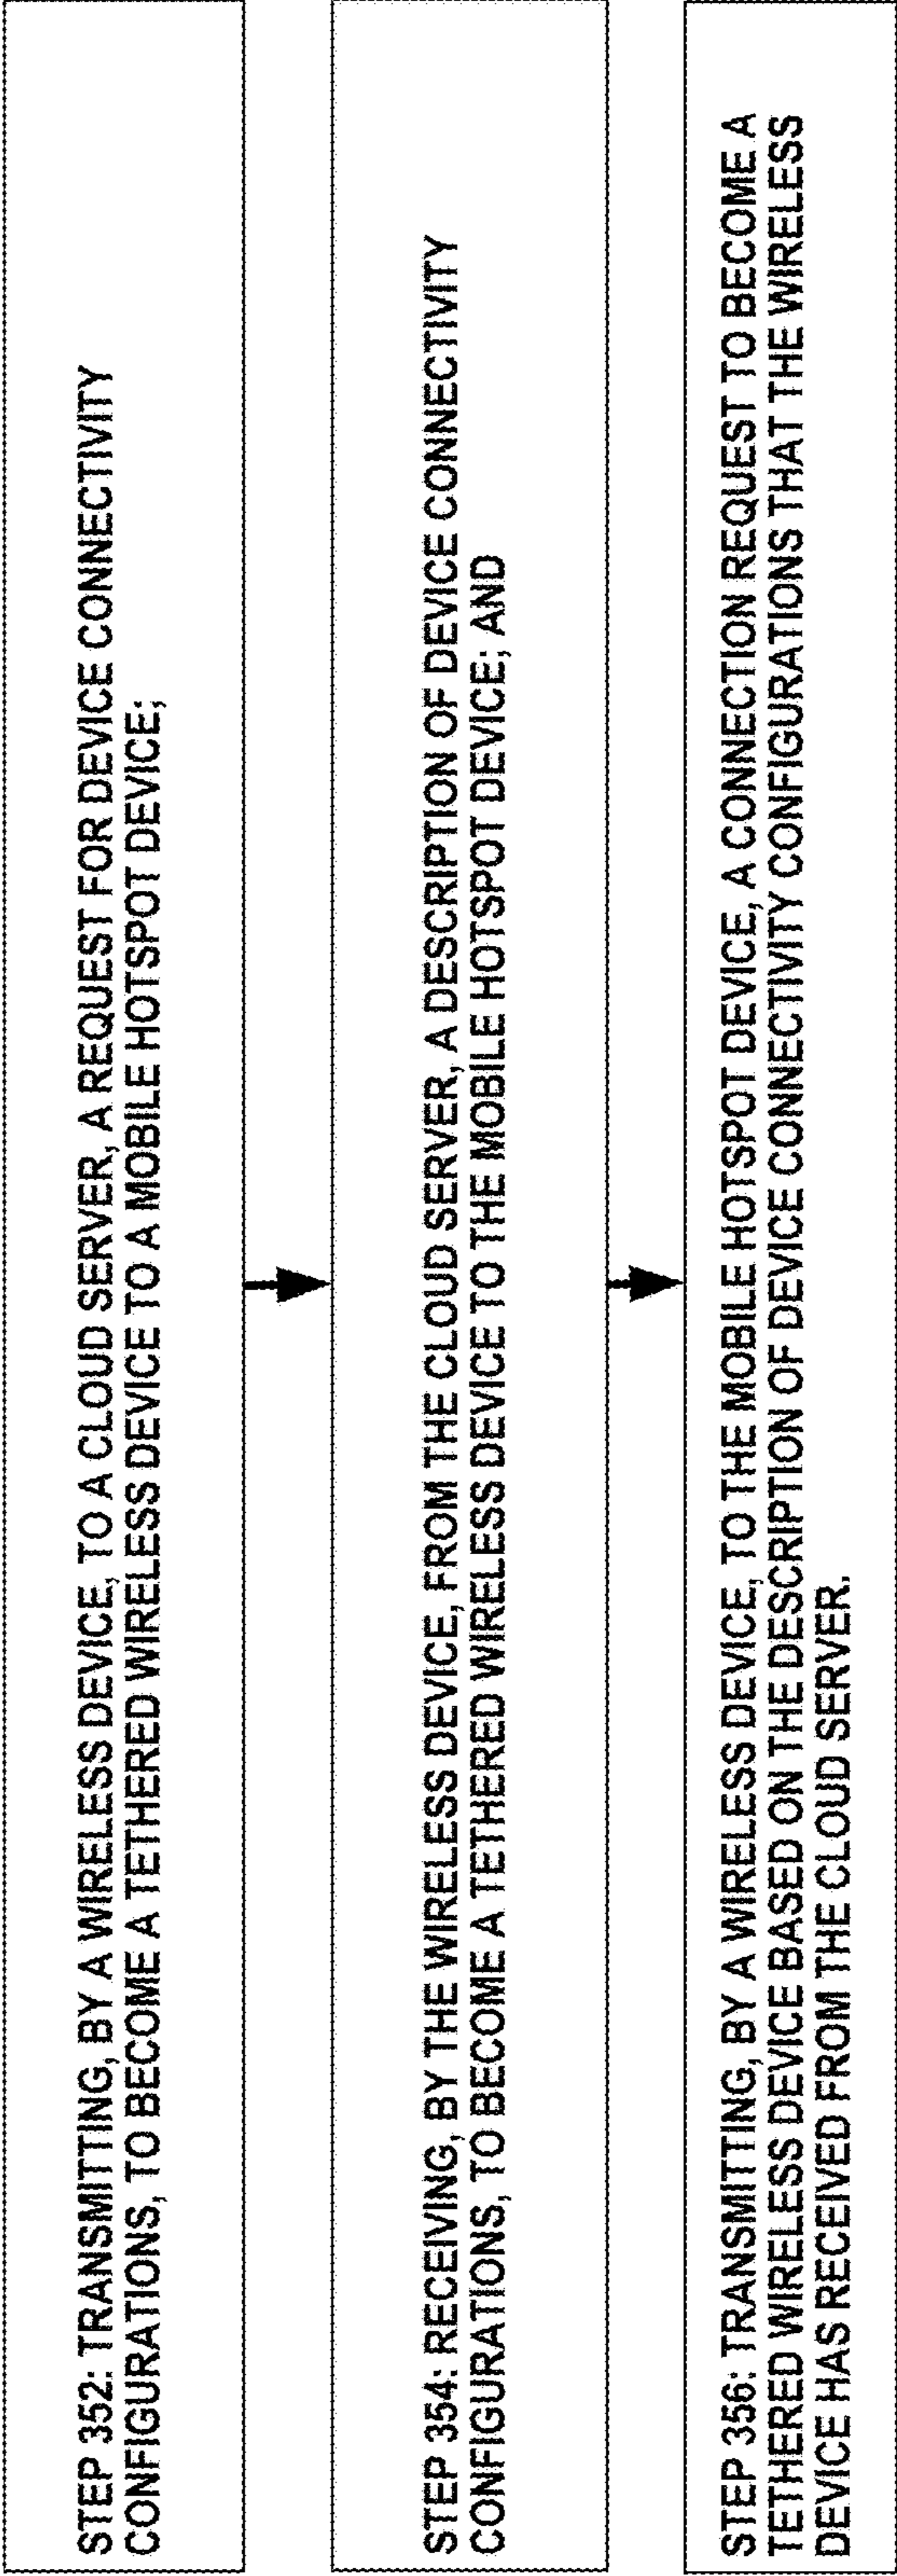 STEP 352: TRANSMITTING, BY A WIRELESS DEVICE, TO A CLOUD SERVER, A REQUEST FOR DEVICE CONNECTIVITY
CONFIGURATIONS, TO BECOME A TETHERED WIRELESS DEVICE TO A MOBILE HOTSPOT DEVICE;
STEP 354: RECEIVING, BY THE WIRELESS DEVICE, FROM THE CLOUD SERVER, A DESCRIPTION OF DEVICE CONNECTIVITY
CONFIGURATIONS, TO BECOME A TETHERED WIRELESS DEVICE TO THE MOBILE HOTSPOT DEVICE; AND
STEP 356: TRANSMITTING, BY A WIRELESS DEVICE, TO THE MOBILE HOTSPOT DEVICE, A CONNECTION REQUEST TO BECOME A
TETHERED WIRELESS DEVICE BASED ON THE DESCRIPTION OF DEVICE CONNECTIVITY CONFIGURATIONS THAT THE WIRELESS
DEVICE HAS RECEIVED FROM THE CLOUD SERVER.